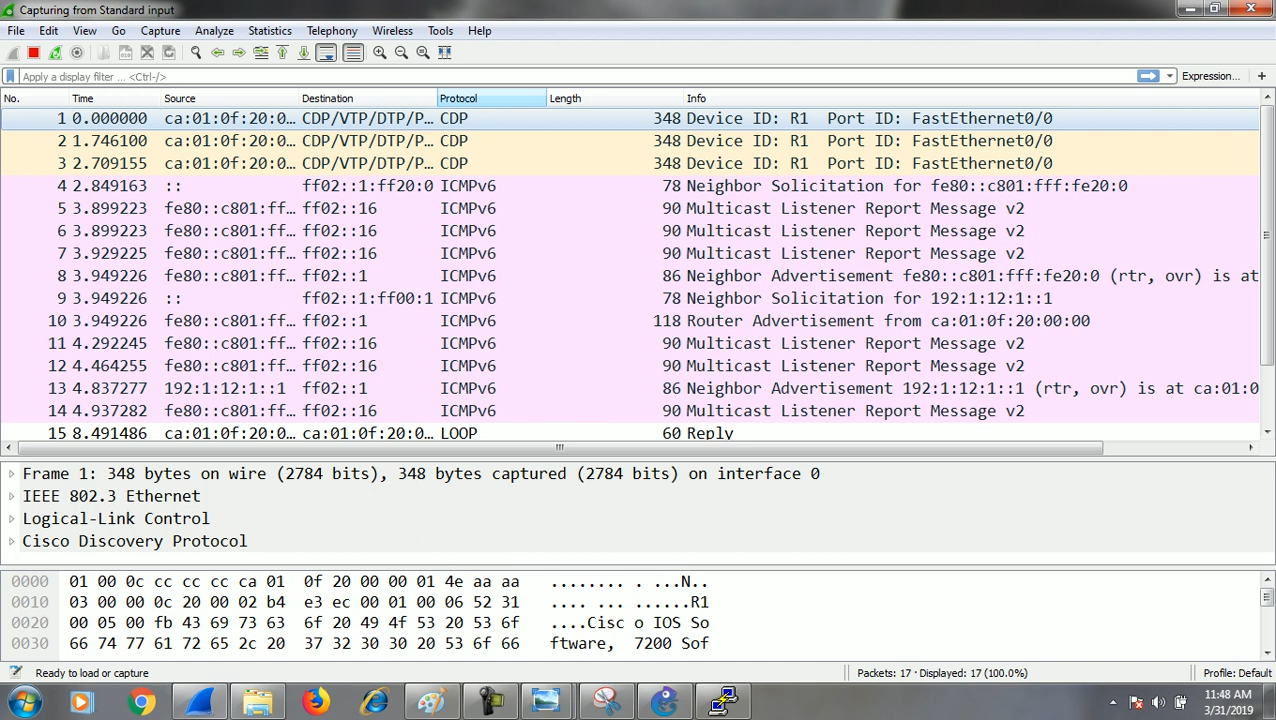 Capturing from Standard input
File Edit View Go Capture Analyze Statistics Telephony Wireless Tools Help
Apply a display filter ... <Ctrl-/> Expression... +
No. Time Source Destination Protocol Length Info
1 0.000000 ca:01:0f:20:0... CDP/VTP/DTP/P... CDP 348 Device ID: R1 Port ID: FastEthernet0/0
2 1.746100 ca:01:0f:20:0... CDP/VTP/DTP/P... CDP 348 Device ID: R1 Port ID: FastEthernet0/0
3 2.709155 ca:01:0f:20:0... CDP/VTP/DTP/P... CDP 348 Device ID: R1 Port ID: FastEthernet0/0
4 2.849163 :: ff02::1:ff20:0 ICMPv6 78 Neighbor Solicitation for fe80::c801:fff:fe20:0
5 3.899223 fe80::c801:ff... ff02::16 ICMPv6 90 Multicast Listener Report Message v2
6 3.899223 fe80::c801:ff... ff02::16 ICMPv6 90 Multicast Listener Report Message v2
7 3.929225 fe80::c801:ff... ff02::16 ICMPv6 90 Multicast Listener Report Message v2
8 3.949226 fe80::c801:ff... ff02::1 ICMPv6 86 Neighbor Advertisement fe80::c801:fff:fe20:0 (rtr, ovr) is at
9 3.949226 :: ff02::1:ff00:1 ICMPv6 78 Neighbor Solicitation for 192:1:12:1::1
10 3.949226 fe80::c801:ff... ff02::1 ICMPv6 118 Router Advertisement from ca:01:0f:20:00:00
11 4.292245 fe80::c801:ff... ff02::16 ICMPv6 90 Multicast Listener Report Message v2
12 4.464255 fe80::c801:ff... ff02::16 ICMPv6 90 Multicast Listener Report Message v2
13 4.837277 192:1:12:1::1 ff02::1 ICMPv6 86 Neighbor Advertisement 192:1:12:1::1 (rtr, ovr) is at ca:01:0
14 4.937282 fe80::c801:ff... ff02::16 ICMPv6 90 Multicast Listener Report Message v2
15 8.491486 ca:01:0f:20:0... ca:01:0f:20:0... LOOP 60 Reply
Frame 1: 348 bytes on wire (2784 bits), 348 bytes captured (2784 bits) on interface 0
IEEE 802.3 Ethernet
Logical-Link Control
Cisco Discovery Protocol
0000 01 00 0c cc cc cc ca 01 0f 20 00 00 01 4e aa aa ........ . ...N..
0010 03 00 00 0c 20 00 02 b4 e3 ec 00 01 00 06 52 31 .... ... ......R1
0020 00 05 00 fb 43 69 73 63 6f 20 49 4f 53 20 53 6f ....Cisc o IOS So
0030 66 74 77 61 72 65 2c 20 37 32 30 30 20 53 6f 66 ftware, 7200 Sof
Ready to load or capture Packets: 17 · Displayed: 17 (100.0%) Profile: Default
11:48 AM
3/31/2019